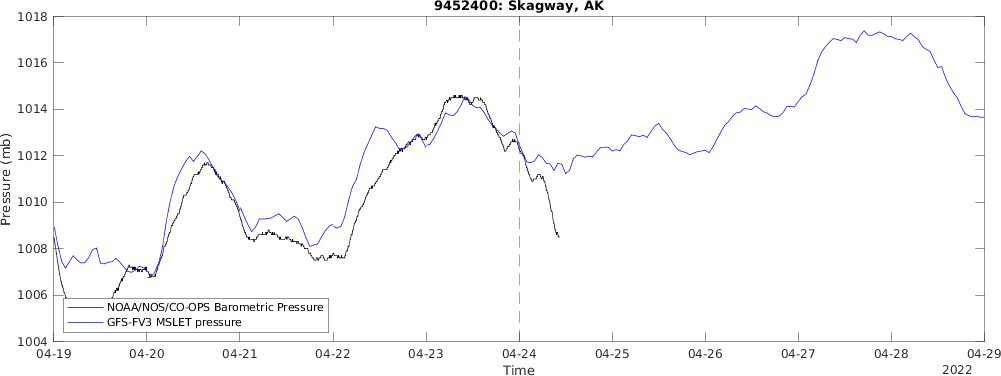 9452400: Skagway, AK
1018
1016
1014
1012
1010
1008
1006
1004
Pressure (mb)
NOAA/NOS/CO-OPS Barometric Pressure
GFS-FV3 MSLET pressure
04-19 04-20 04-21 04-22 04-23 04-24 04-25 04-26 04-27 04-28 04-29
Time
2022